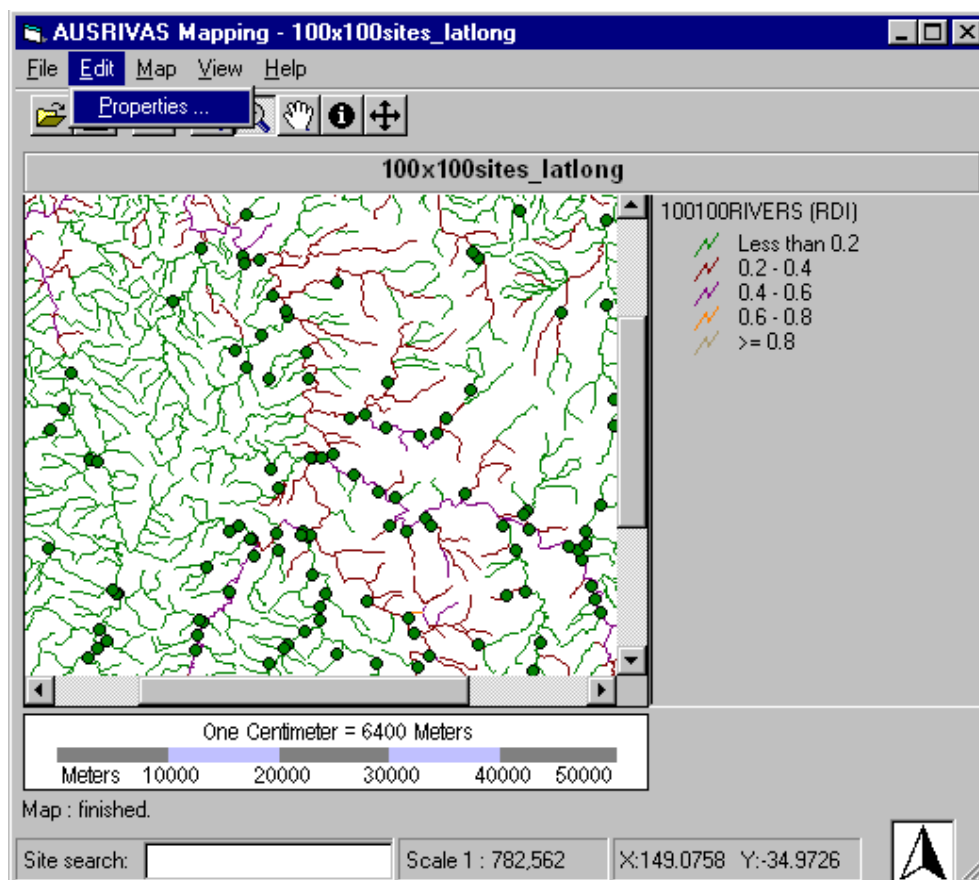 AUSRIVAS Mapping - 100x100sites_latlong
File Edit Map View Help
Properties ...
100x100sites_latlong
100100RIVERS (RDI)
Less than 0.2
0.2 - 0.4
0.4 - 0.6
0.6 - 0.8
>= 0.8
One Centimeter = 6400 Meters
Meters 10000 20000 30000 40000 50000
Map : finished.
Site search: Scale 1 : 782,562 X:149.0758 Y:-34.9726